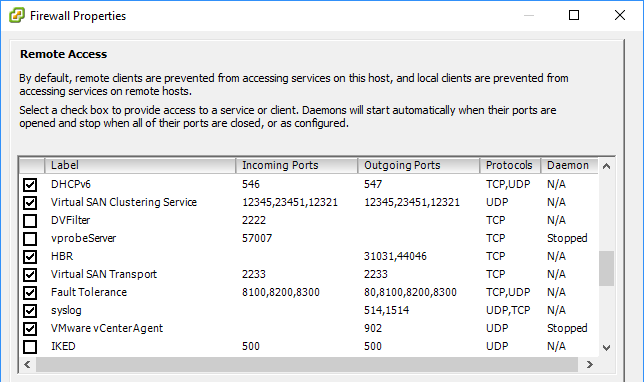 Firewall Properties
Remote Access
By default, remote clients are prevented from accessing services on this host, and local clients are prevented from
accessing services on remote hosts.
Select a check box to provide access to a service or client. Daemons will start automatically when their ports are
opened and stop when all of their ports are closed, or as configured.
Label Incoming Ports Outgoing Ports Protocols Daemon
DHCPv6 546 547 TCP,UDP N/A
Virtual SAN Clustering Service 12345,23451,12321 12345,23451,12321 UDP N/A
DVFilter 2222 TCP N/A
vprobeServer 57007 TCP Stopped
HBR 31031,44046 TCP N/A
Virtual SAN Transport 2233 2233 TCP N/A
Fault Tolerance 8100,8200,8300 80,8100,8200,8300 TCP,UDP N/A
syslog 514,1514 UDP,TCP N/A
VMware vCenterAgent 902 UDP Stopped
IKED 500 500 UDP N/A